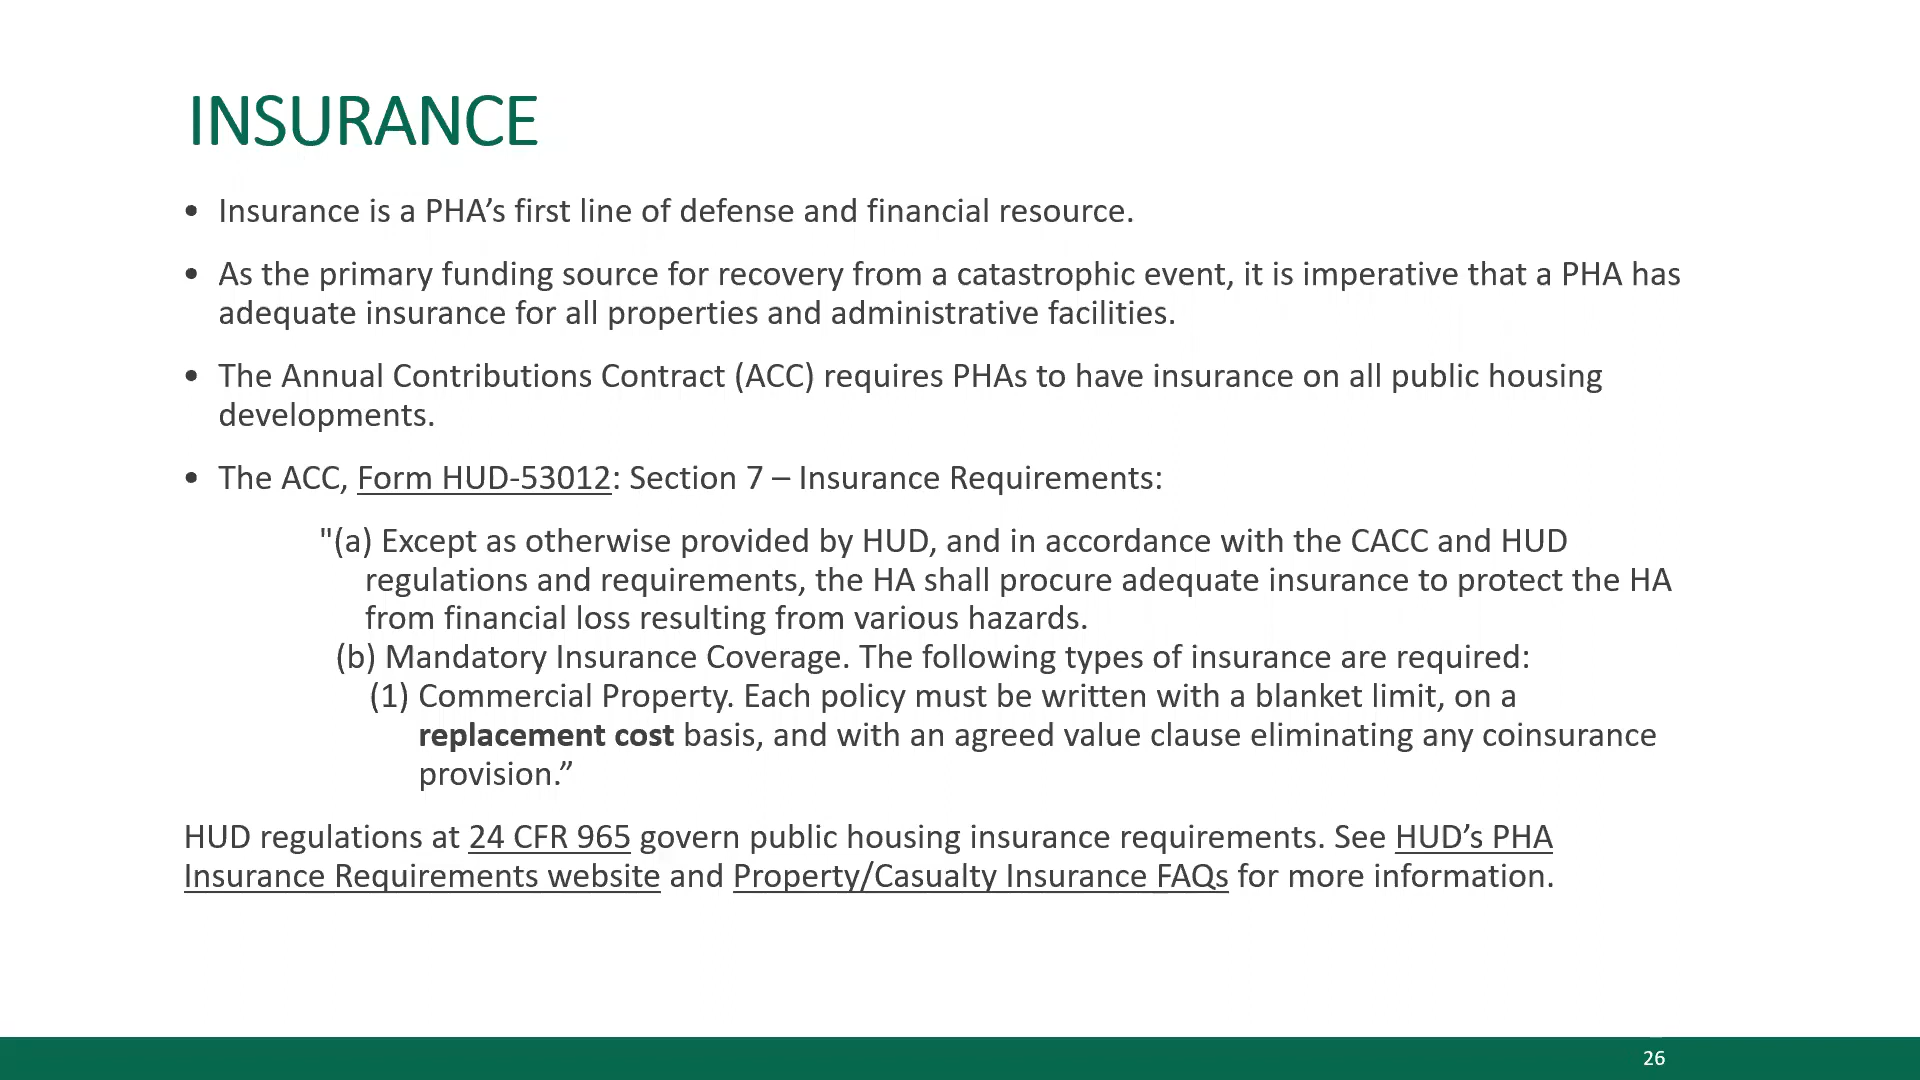 INSURANCE
• Insurance is a PHA’s first line of defense and financial resource.
• As the primary funding source for recovery from a catastrophic event, it is imperative that a PHA has
adequate insurance for all properties and administrative facilities.
• The Annual Contributions Contract (ACC) requires PHAs to have insurance on all public housing
developments.
• The ACC, Form HUD-53012: Section 7 – Insurance Requirements:
"(a) Except as otherwise provided by HUD, and in accordance with the CACC and HUD
regulations and requirements, the HA shall procure adequate insurance to protect the HA
from financial loss resulting from various hazards.
(b) Mandatory Insurance Coverage. The following types of insurance are required:
(1) Commercial Property. Each policy must be written with a blanket limit, on a
replacement cost basis, and with an agreed value clause eliminating any coinsurance
provision.”
HUD regulations at 24 CFR 965 govern public housing insurance requirements. See HUD’s PHA
Insurance Requirements website and Property/Casualty Insurance FAQs for more information.
26